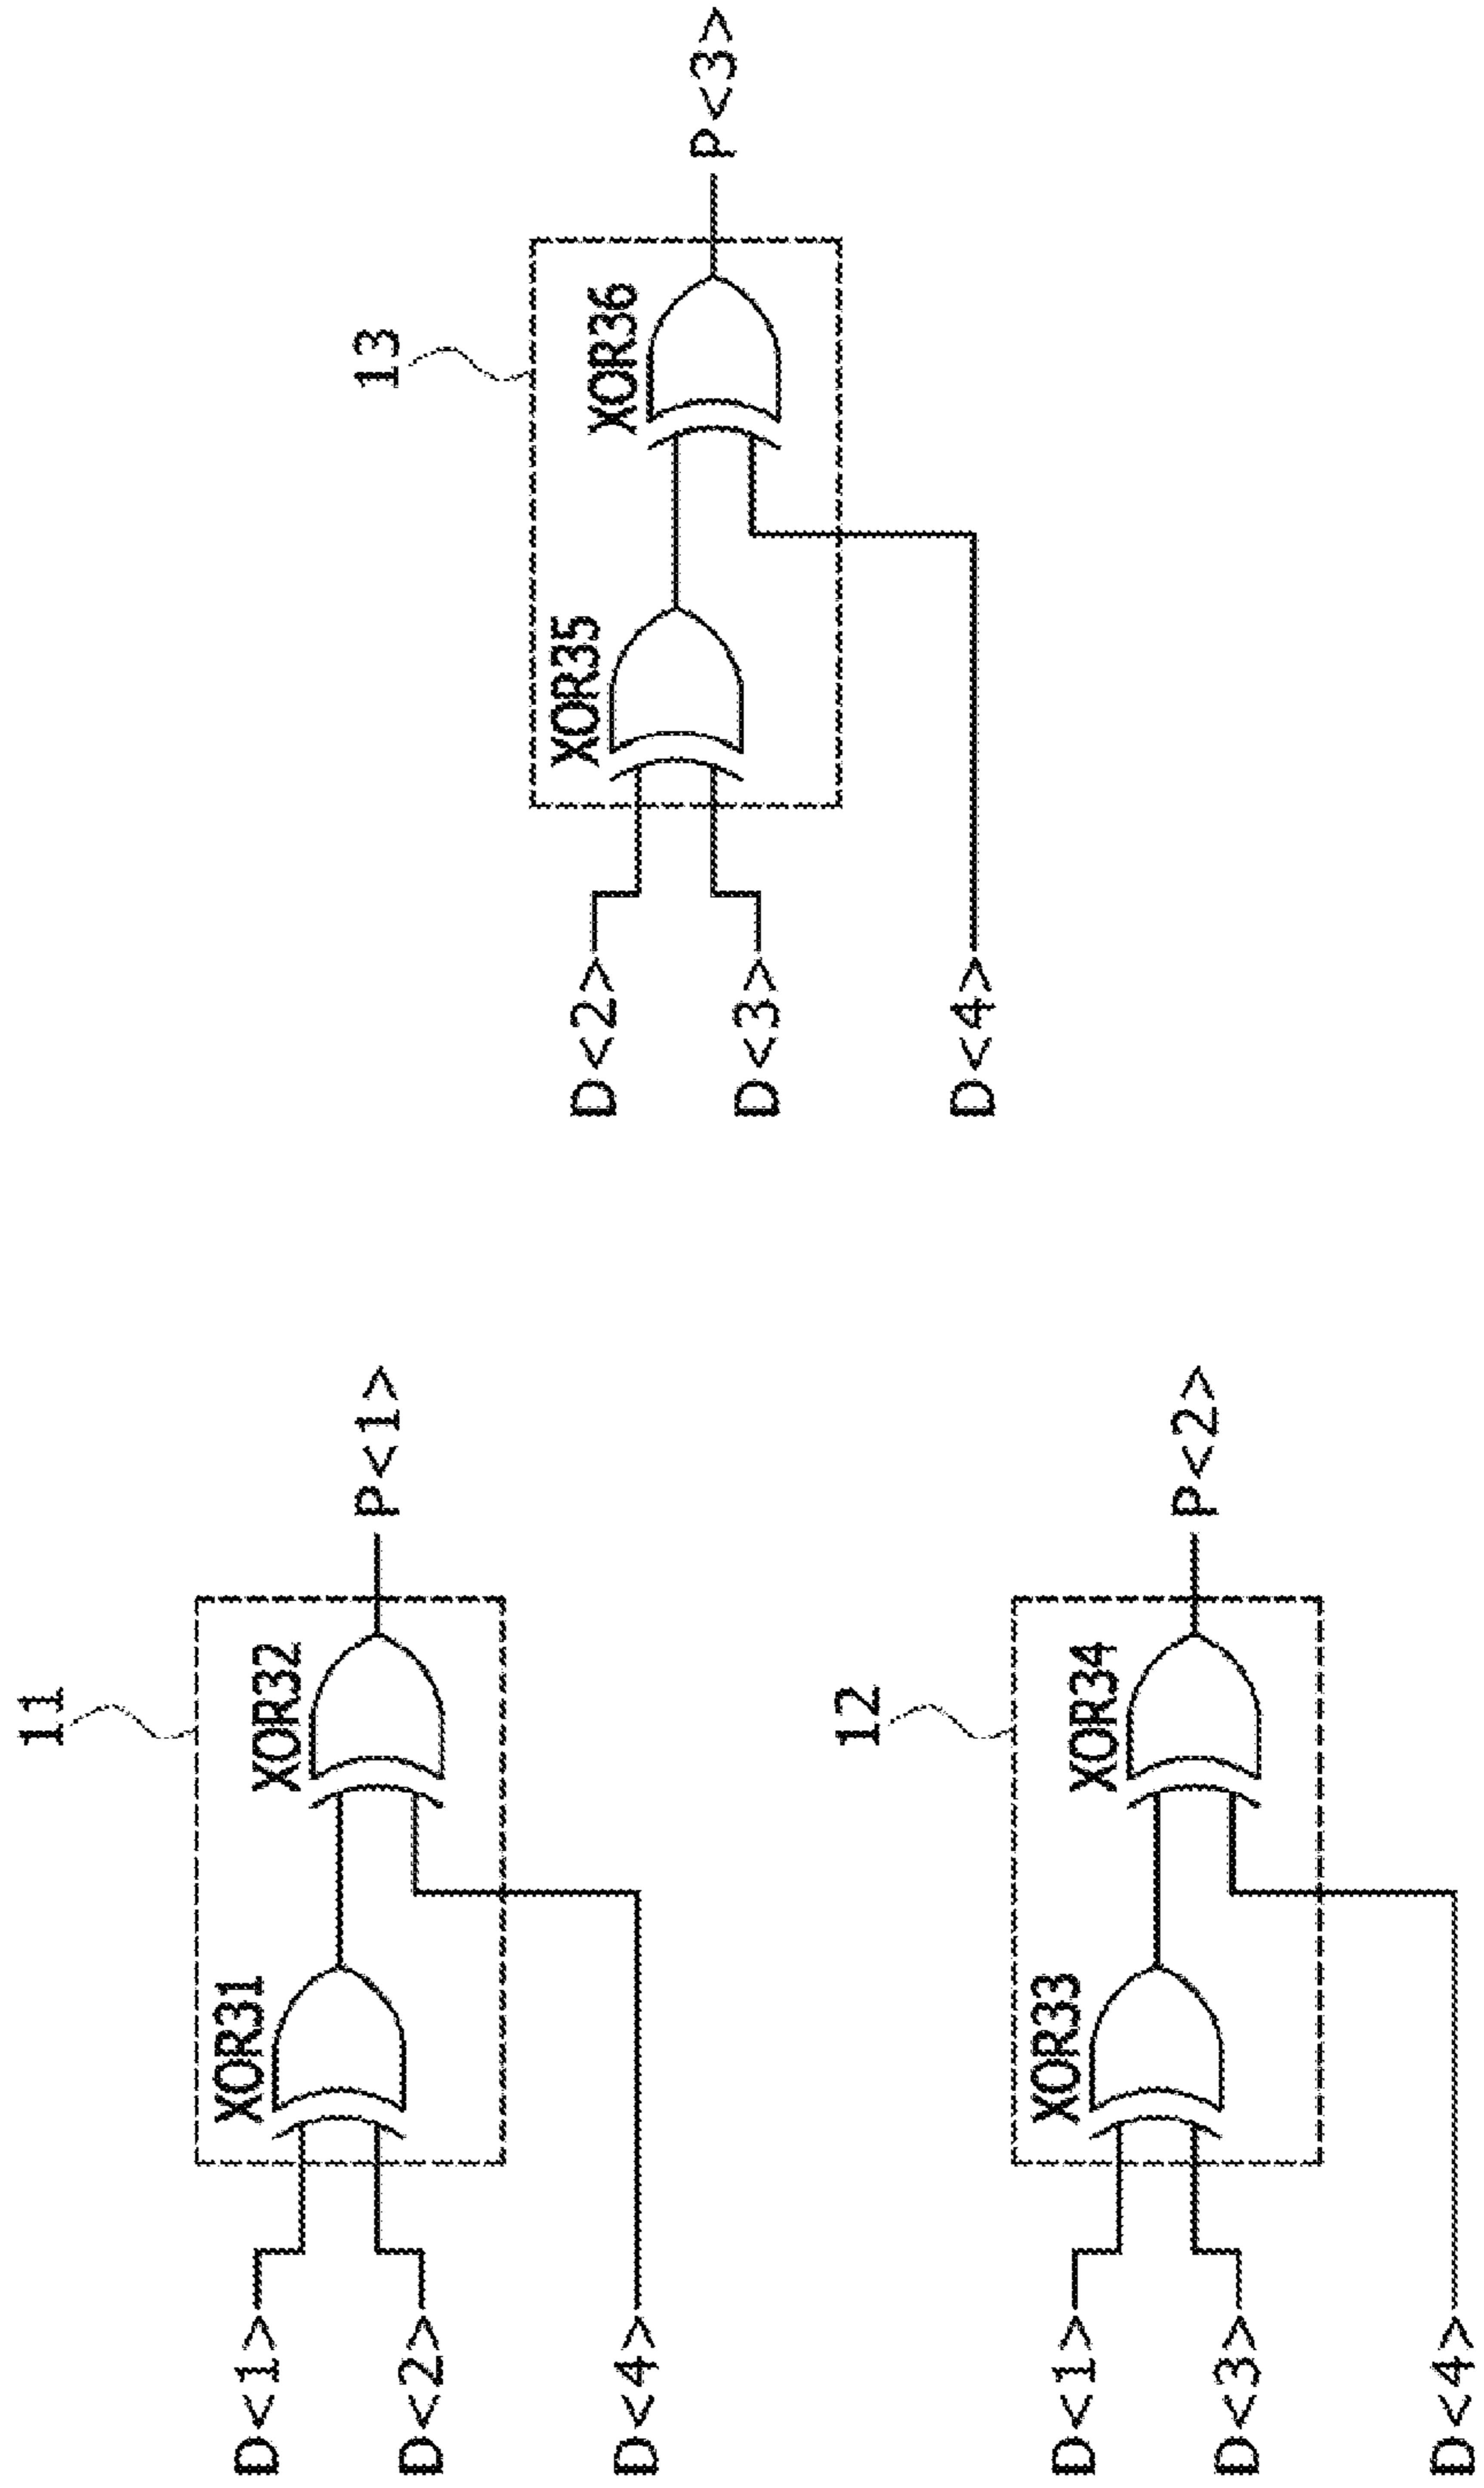 11
XOR31
XOR32
D<1>
D<2>
D<4>
P<1>
12
XOR33
XOR34
D<1>
D<3>
D<4>
P<2>
13
XOR35
XOR36
D<2>
D<3>
D<4>
P<3>